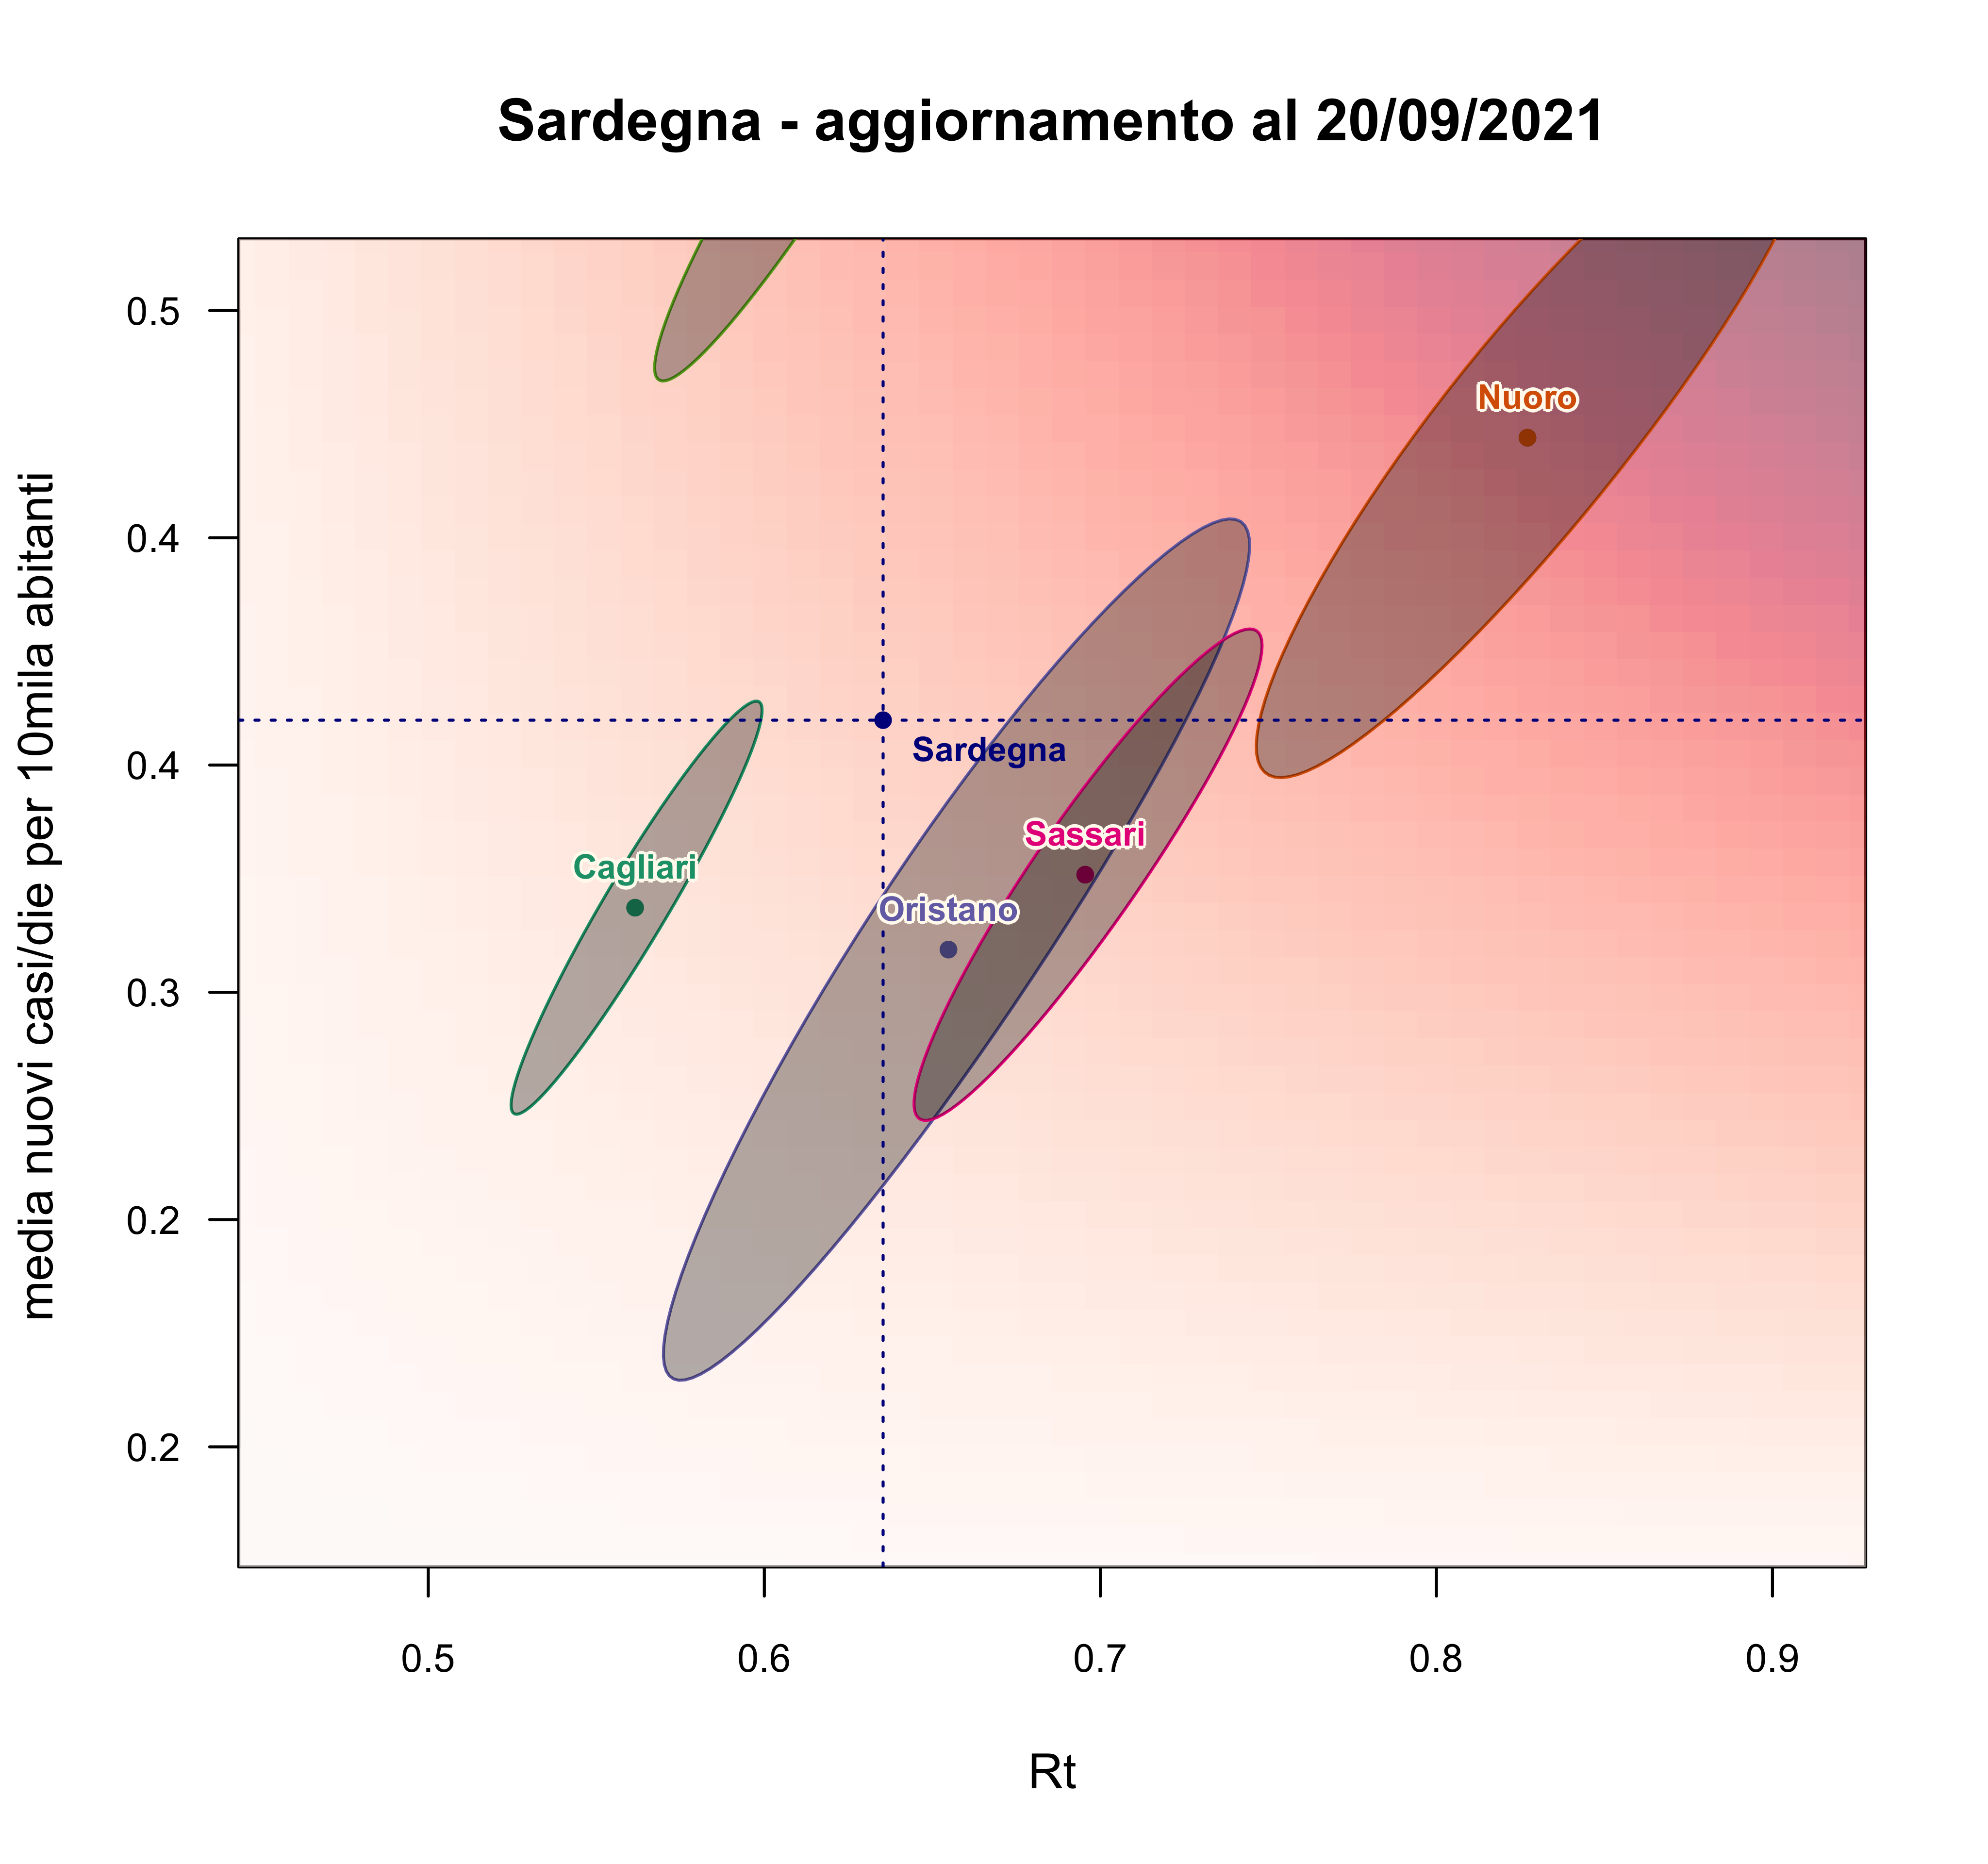 Sardegna - aggiornamento al 20/09/2021
media nuovi casi/die per 10mila abitanti
0.5
0.4
0.4
0.3
0.2
0.2
Nuoro
Sardegna
Sassari
Cagliari
Oristano
0.5 0.6 0.7 0.8 0.9
Rt